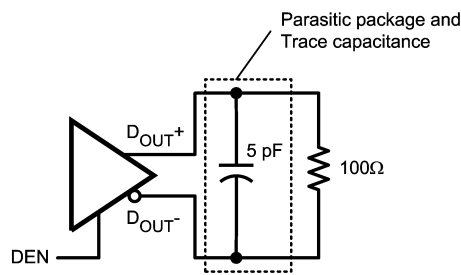 Parasitic package and
Trace capacitance
DOUT+
5 pF
100Ω
DOUT-
DEN